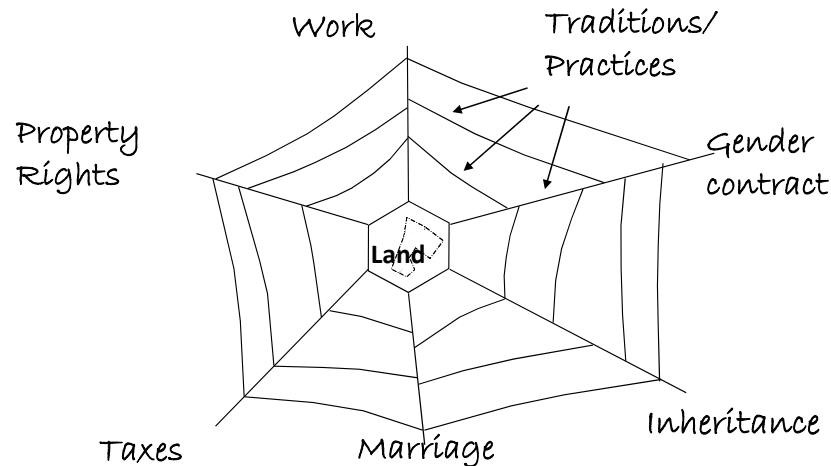 Work
Traditions/
Practices
Property
Rights
Gender
contract
Land
Inheritance
Taxes
Marriage